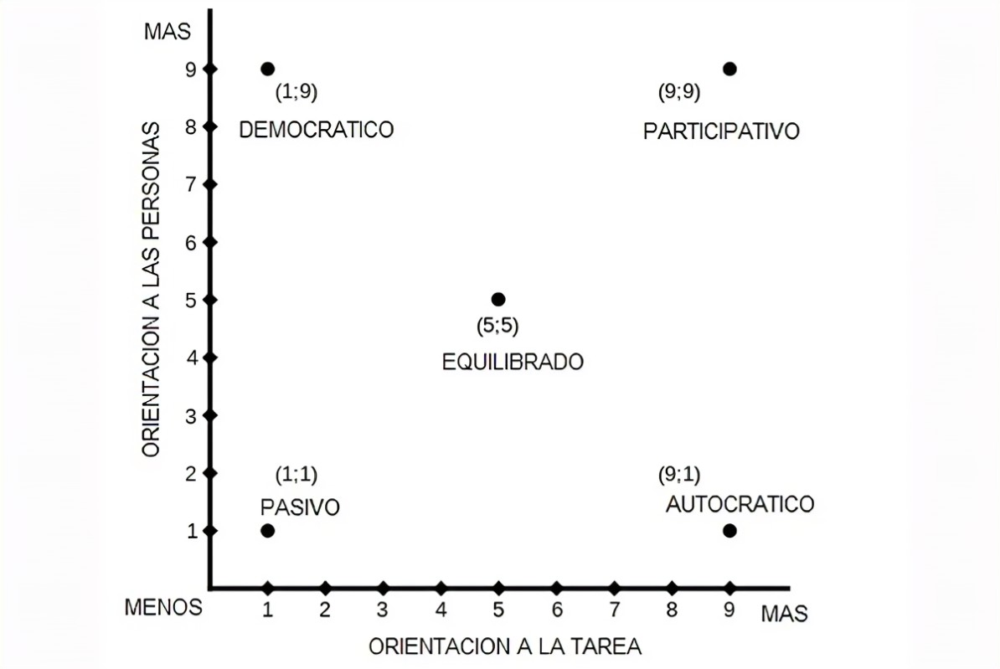 MAS
9
(1;9)
(9;9)
8
DEMOCRATICO
PARTICIPATIVO
7
6
ORIENTACION A LAS PERSONAS
5
(5;5)
4
EQUILIBRADO
3
2
(1;1)
(9;1)
PASIVO
AUTOCRATICO
1
MENOS
1 2 3 4 5 6 7 8 9
MAS
ORIENTACION A LA TAREA